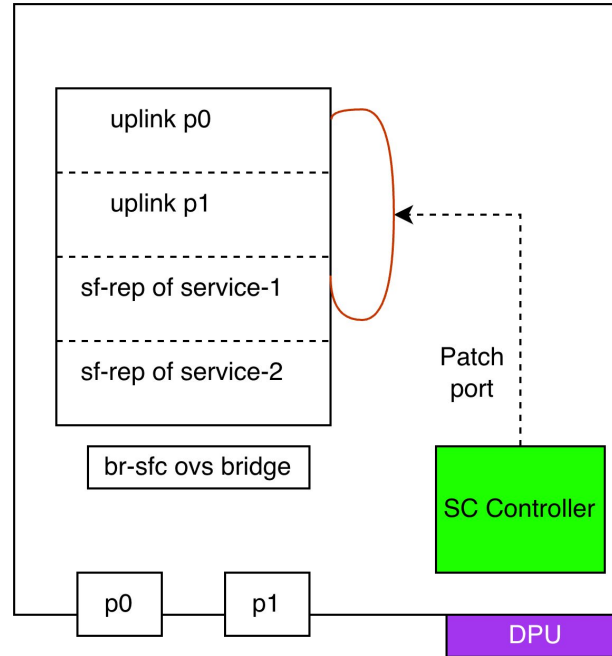 uplink p0
uplink p1
sf-rep of service-1
sf-rep of service-2
Patch
port
br-sfc ovs bridge
SC Controller
p0
p1
DPU